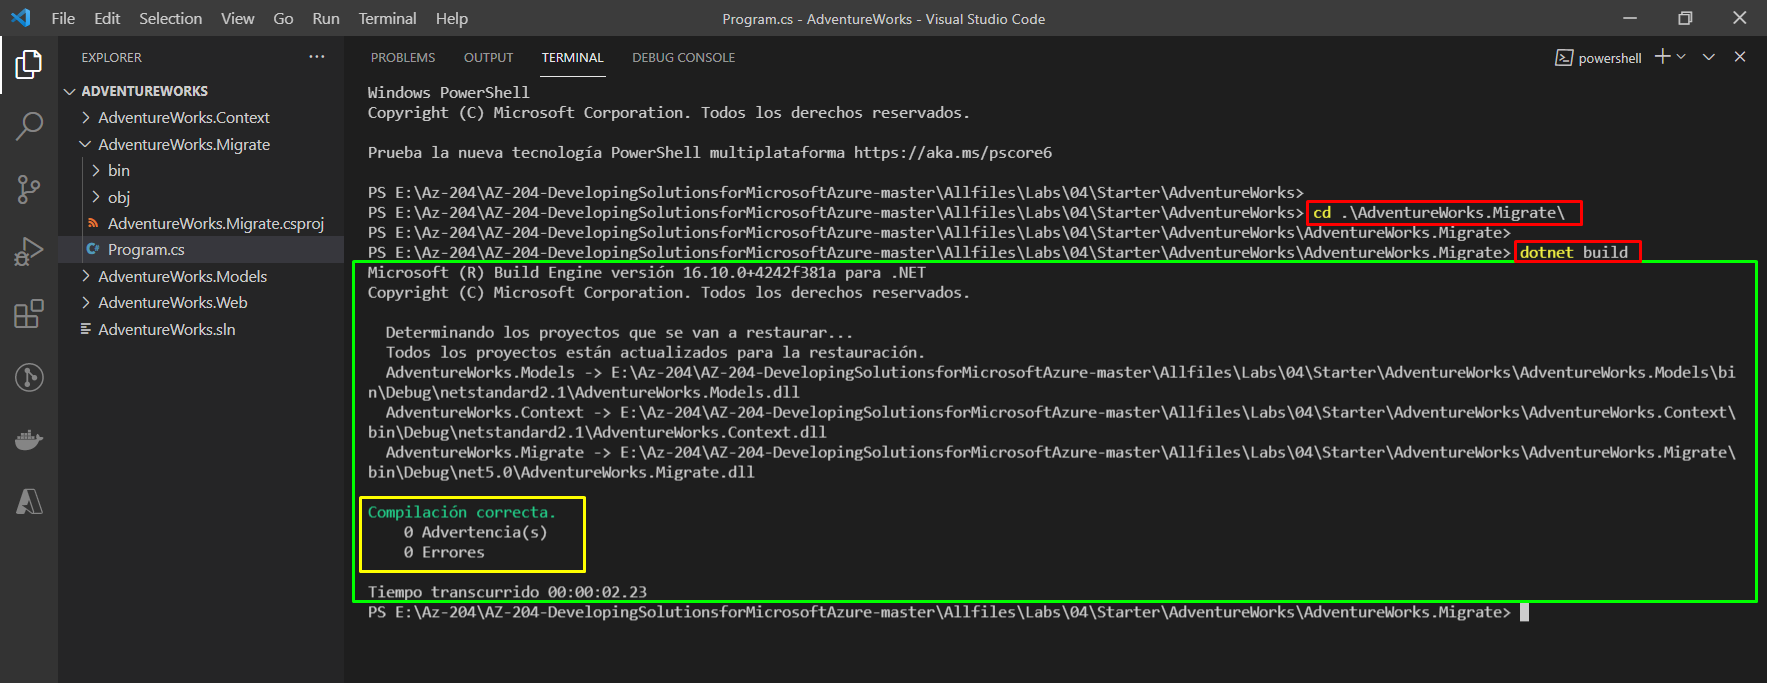 File Edit Selection View Go Run Terminal Help
Program.cs - AdventureWorks - Visual Studio Code
EXPLORER
ADVENTUREWORKS
AdventureWorks.Context
AdventureWorks.Migrate
bin
obj
AdventureWorks.Migrate.csproj
Program.cs
AdventureWorks.Models
AdventureWorks.Web
AdventureWorks.sln
PROBLEMS OUTPUT TERMINAL DEBUG CONSOLE
powershell
Windows PowerShell
Copyright (C) Microsoft Corporation. Todos los derechos reservados.
Prueba la nueva tecnología PowerShell multiplataforma https://aka.ms/pscore6
PS E:\Az-204\AZ-204-DevelopingSolutionsforMicrosoftAzure-master\Allfiles\Labs\04\Starter\AdventureWorks>
PS E:\Az-204\AZ-204-DevelopingSolutionsforMicrosoftAzure-master\Allfiles\Labs\04\Starter\AdventureWorks> cd .\AdventureWorks.Migrate\
PS E:\Az-204\AZ-204-DevelopingSolutionsforMicrosoftAzure-master\Allfiles\Labs\04\Starter\AdventureWorks\AdventureWorks.Migrate>
PS E:\Az-204\AZ-204-DevelopingSolutionsforMicrosoftAzure-master\Allfiles\Labs\04\Starter\AdventureWorks\AdventureWorks.Migrate> dotnet build
Microsoft (R) Build Engine versión 16.10.0+4242f381a para .NET
Copyright (C) Microsoft Corporation. Todos los derechos reservados.
Determinando los proyectos que se van a restaurar...
Todos los proyectos están actualizados para la restauración.
AdventureWorks.Models -> E:\Az-204\AZ-204-DevelopingSolutionsforMicrosoftAzure-master\Allfiles\Labs\04\Starter\AdventureWorks\AdventureWorks.Models\bi
n\Debug\netstandard2.1\AdventureWorks.Models.dll
AdventureWorks.Context -> E:\Az-204\AZ-204-DevelopingSolutionsforMicrosoftAzure-master\Allfiles\Labs\04\Starter\AdventureWorks\AdventureWorks.Context\
bin\Debug\netstandard2.1\AdventureWorks.Context.dll
AdventureWorks.Migrate -> E:\Az-204\AZ-204-DevelopingSolutionsforMicrosoftAzure-master\Allfiles\Labs\04\Starter\AdventureWorks\AdventureWorks.Migrate\
bin\Debug\net5.0\AdventureWorks.Migrate.dll
Compilación correcta.
0 Advertencia(s)
0 Errores
Tiempo transcurrido 00:00:02.23
PS E:\Az-204\AZ-204-DevelopingSolutionsforMicrosoftAzure-master\Allfiles\Labs\04\Starter\AdventureWorks\AdventureWorks.Migrate>